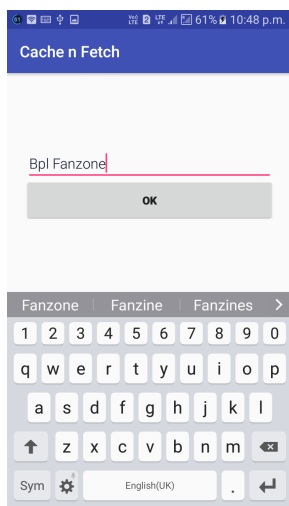 61% 10:48 p.m.
Cache n Fetch
Bpl Fanzone
OK
Fanzone Fanzine Fanzines
1 2 3 4 5 6 7 8 9 0
q w e r t y u i o p
a s d f g h j k l
z x c v b n m
Sym English(UK) .